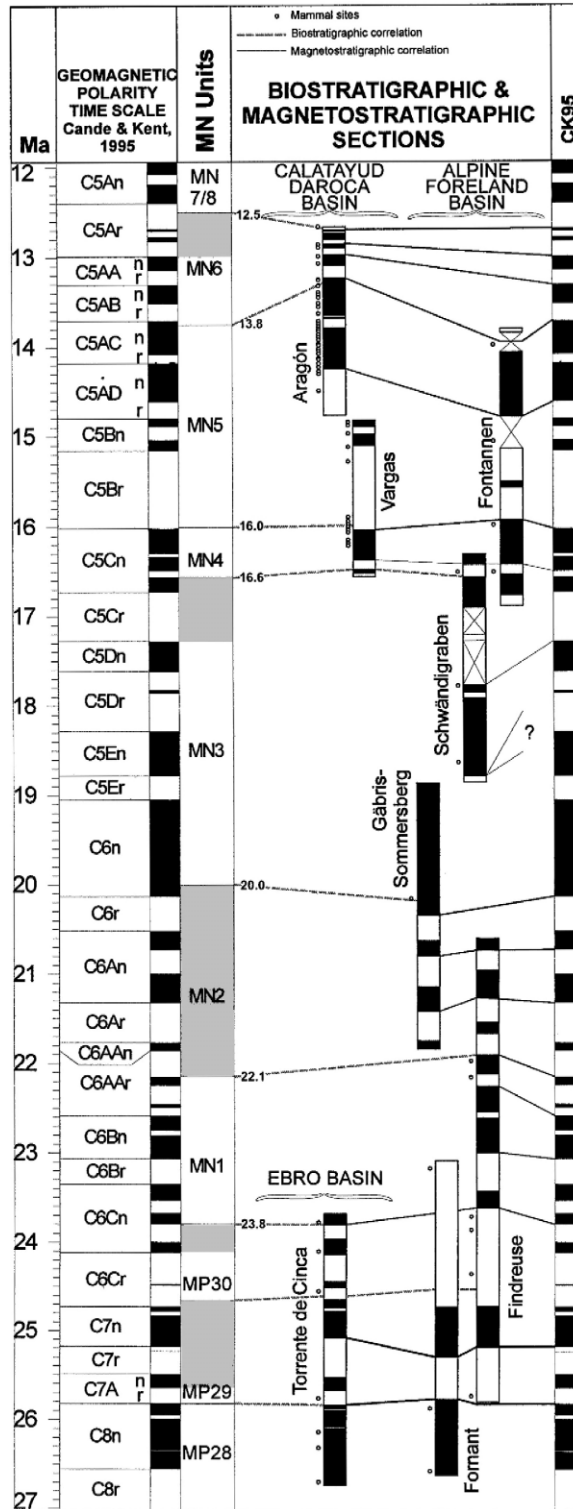 Mammal sites
Biostratigraphic correlation
Magnetostratigraphic correlation
Ma
GEOMAGNETIC
POLARITY
TIME SCALE
Cande & Kent,
1995
MN Units
BIOSTRATIGRAPHIC &
MAGNETOSTRATIGRAPHIC
SECTIONS
CK95
CALATAYUD
DAROCA
BASIN
ALPINE
FORELAND
BASIN
12
13
14
15
16
17
18
19
20
21
22
23
24
25
26
27
C5An
C5Ar
C5AA n
r
C5AB n
r
C5AC n
r
C5AD n
r
C5Bn
C5Br
C5Cn
C5Cr
C5Dn
C5Dr
C5En
C5Er
C6n
C6r
C6An
C6Ar
C6AAn
C6AAr
C6Bn
C6Br
C6Cn
C6Cr
C7n
C7r
C7A n
r
C8n
C8r
MN
7/8
MN6
MN5
MN4
MN3
MN2
MN1
MP30
MP29
MP28
12.5
13.8
16.0
16.6
20.0
22.1
23.8
Aragón
Vargas
Fontannen
Schwändigraben
?
Gäbris-
Sommersberg
EBRO BASIN
Torrente de Cinca
Findreuse
Fornant